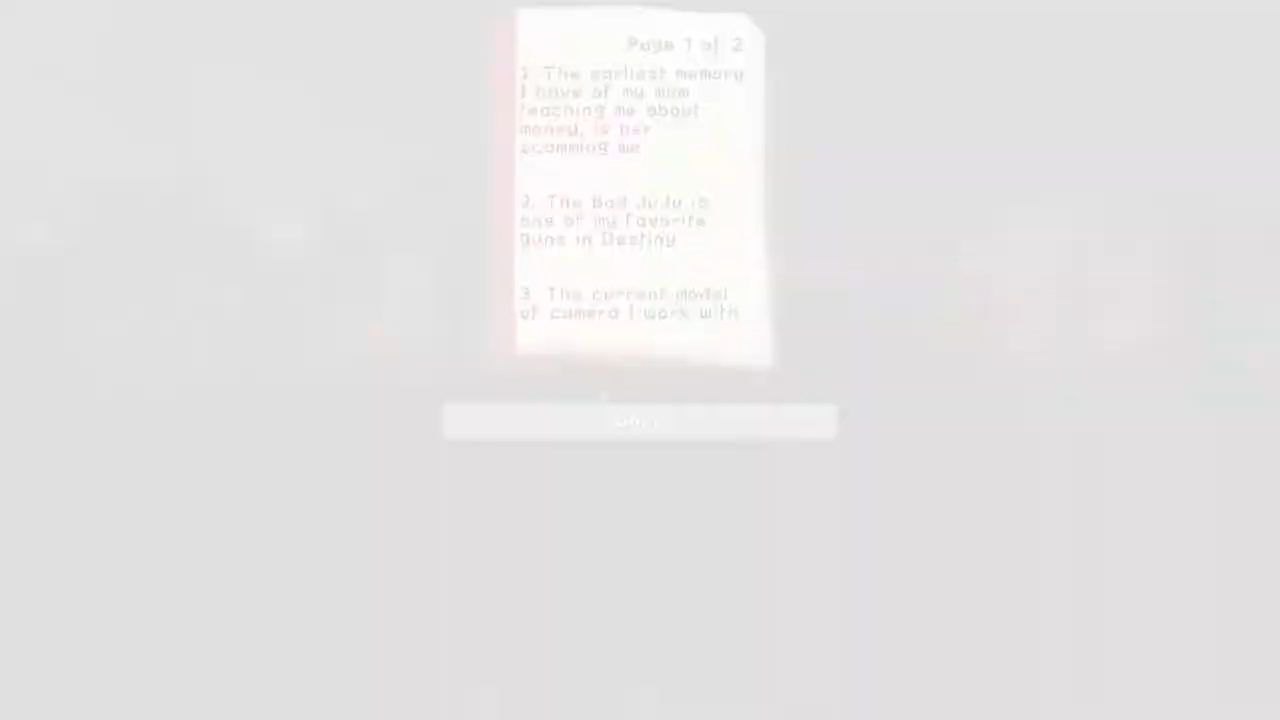 Page 1 of 2
1. The earliest memory
I have of my mum
teaching me about
money, is her
scamming me
2. The Bad JuJu is
one of my favorite
guns in Destiny
3. The current model
of camera I work with
Done